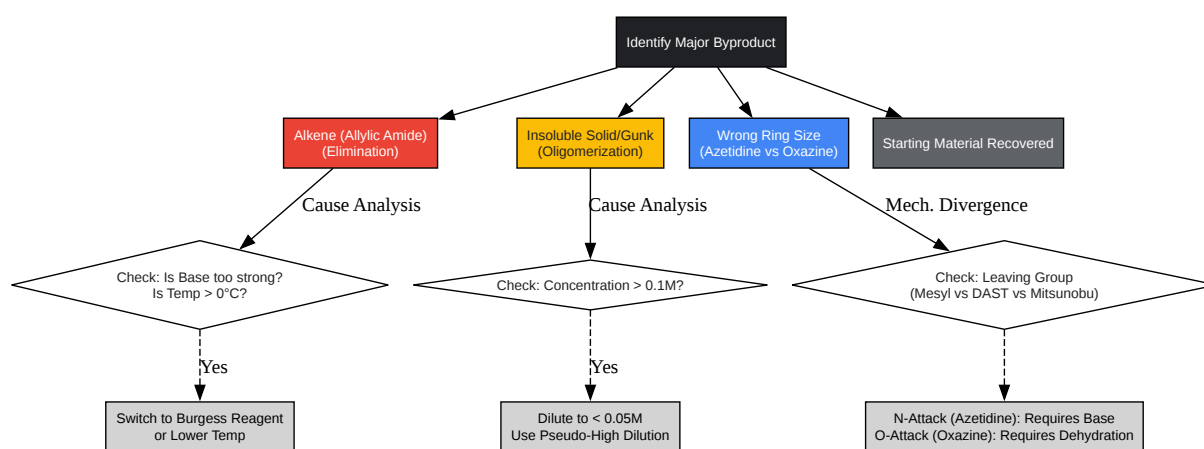 Identify Major Byproduct
Alkene (Allylic Amide)
(Elimination)
Insoluble Solid/Gunk
(Oligomerization)
Wrong Ring Size
(Azetidine vs Oxazine)
Starting Material Recovered
Cause Analysis
Cause Analysis
Mech. Divergence
Check: Is Base too strong?
Is Temp > 0°C?
Check: Concentration > 0.1M?
Check: Leaving Group
(Mesyl vs DAST vs Mitsunobu)
Yes
Yes
Switch to Burgess Reagent
or Lower Temp
Dilute to < 0.05M
Use Pseudo-High Dilution
N-Attack (Azetidine): Requires Base
O-Attack (Oxazine): Requires Dehydration